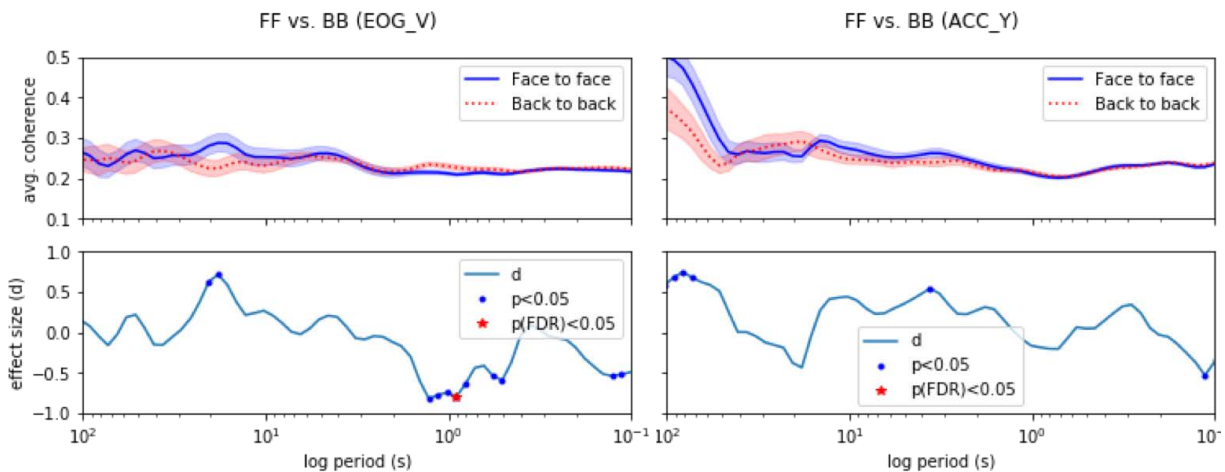 FF vs. BB (EOG_V)
FF vs. BB (ACC_Y)
avg. coherence
0.5
0.4
0.3
0.2
0.1
Face to face
Back to back
Face to face
Back to back
effect size (d)
1.0
0.5
0.0
−0.5
−1.0
d
p<0.05
p(FDR)<0.05
d
p<0.05
p(FDR)<0.05
10² 10¹ 10⁰ 10⁻¹
10² 10¹ 10⁰ 10⁻
log period (s)
log period (s)